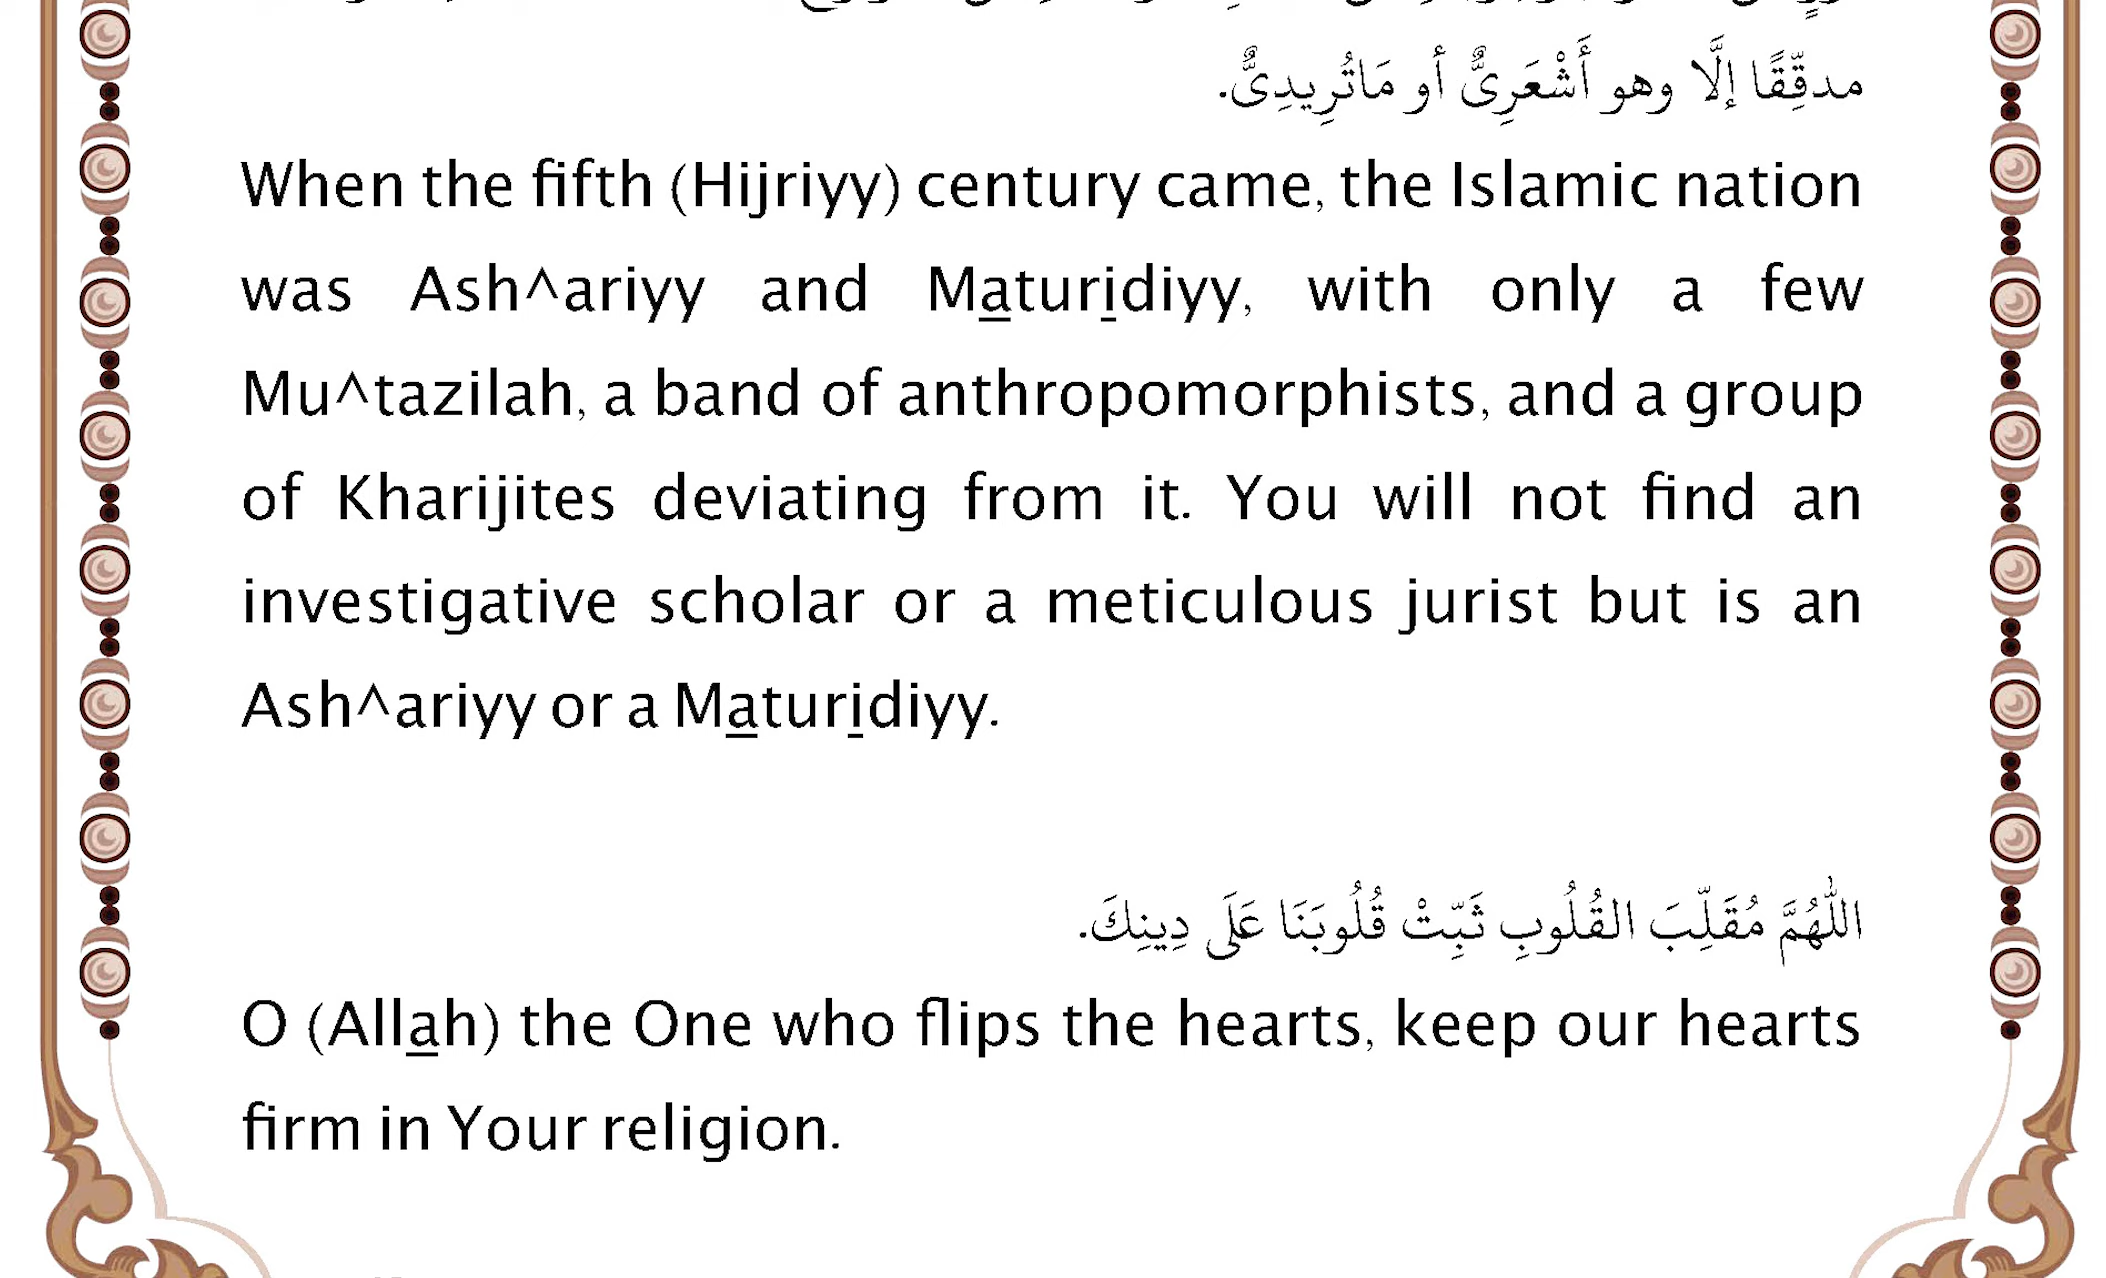 مدقِّقًا إلَّا وهو أَشْعَرِىٌّ أو مَاتُرِيدِىٌّ.
When the fifth (Hijriyy) century came, the Islamic nation
was Ash^ariyy and Maturidiyy, with only a few
Mu^tazilah, a band of anthropomorphists, and a group
of Kharijites deviating from it. You will not find an
investigative scholar or a meticulous jurist but is an
Ash^ariyy or a Maturidiyy.
اللَّهُمَّ مُقَلِّبَ القُلُوبِ ثَبِّتْ قُلُوبَنَا عَلَى دِينِكَ.
O (Allah) the One who flips the hearts, keep our hearts
firm in Your religion.